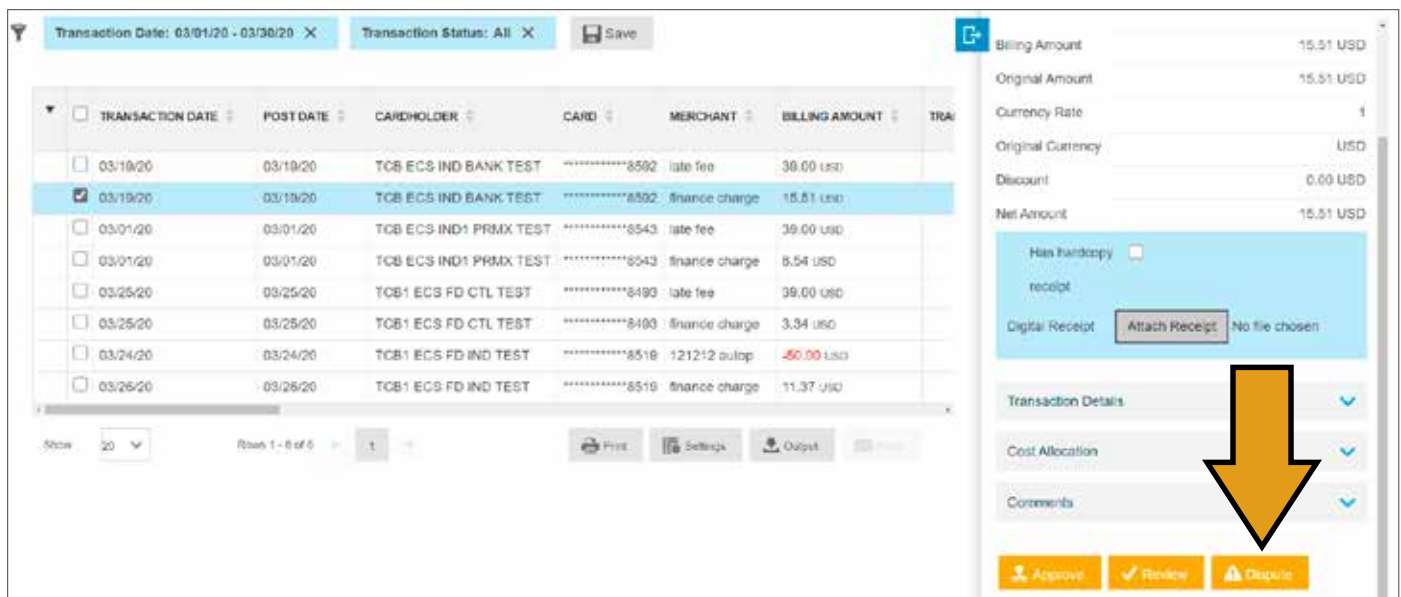 Transaction Date: 03/01/20 - 03/30/20 X Transaction Status: All X Save
TRANSACTION DATE POST DATE CARDHOLDER CARD MERCHANT BILLING AMOUNT TRA
03/19/20 03/19/20 TCB ECS IND BANK TEST ************8592 late fee 39.00 USD
03/19/20 03/19/20 TCB ECS IND BANK TEST ************8592 finance charge 15.51 USD
03/01/20 03/01/20 TCB ECS IND1 PRMX TEST ************8543 late fee 39.00 USD
03/01/20 03/01/20 TCB ECS IND1 PRMX TEST ************8543 finance charge 8.54 USD
03/25/20 03/25/20 TCB1 ECS FD CTL TEST ************8493 late fee 39.00 USD
03/25/20 03/25/20 TCB1 ECS FD CTL TEST ************8493 finance charge 3.34 USD
03/24/20 03/24/20 TCB1 ECS FD IND TEST ************8519 121212 autop -50.00 USD
03/26/20 03/26/20 TCB1 ECS FD IND TEST ************8519 finance charge 11.37 USD
Show 20 Rows 1 - 8 of 8 1 Print Settings Output
Billing Amount 15.51 USD
Original Amount 15.51 USD
Currency Rate 1
Original Currency USD
Discount 0.00 USD
Net Amount 15.51 USD
Has hardcopy
receipt
Digital Receipt Attach Receipt No file chosen
Transaction Details
Cost Allocation
Comments
Approve Review Dispute